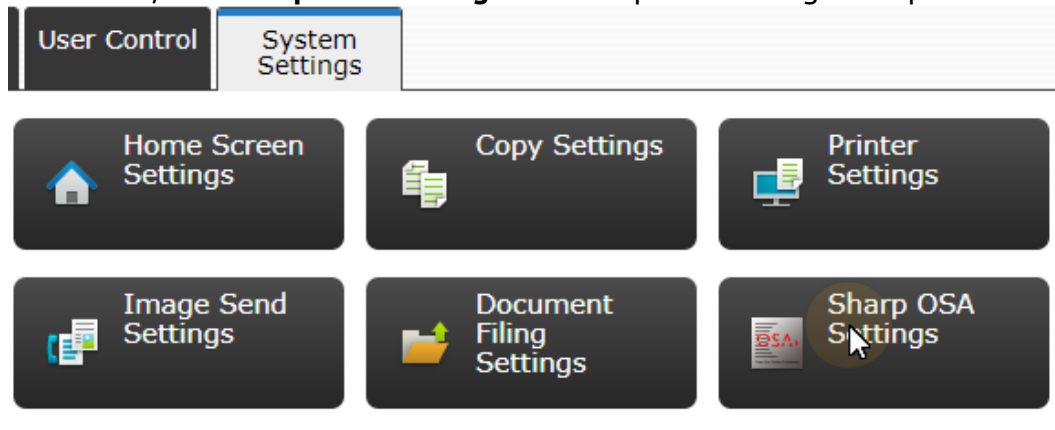 User Control
System
Settings
Home Screen
Settings
Copy Settings
Printer
Settings
Image Send
Settings
Document
Filing
Settings
OSA
Sharp OSA
Settings